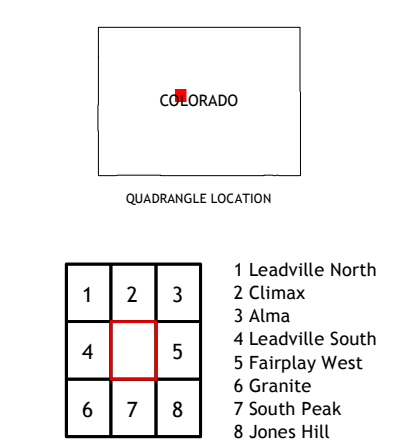 COLORADO
QUADRANGLE LOCATION
1 2 3
4 5
6 7 8
1 Leadville North
2 Climax
3 Alma
4 Leadville South
5 Fairplay West
6 Granite
7 South Peak
8 Jones Hill